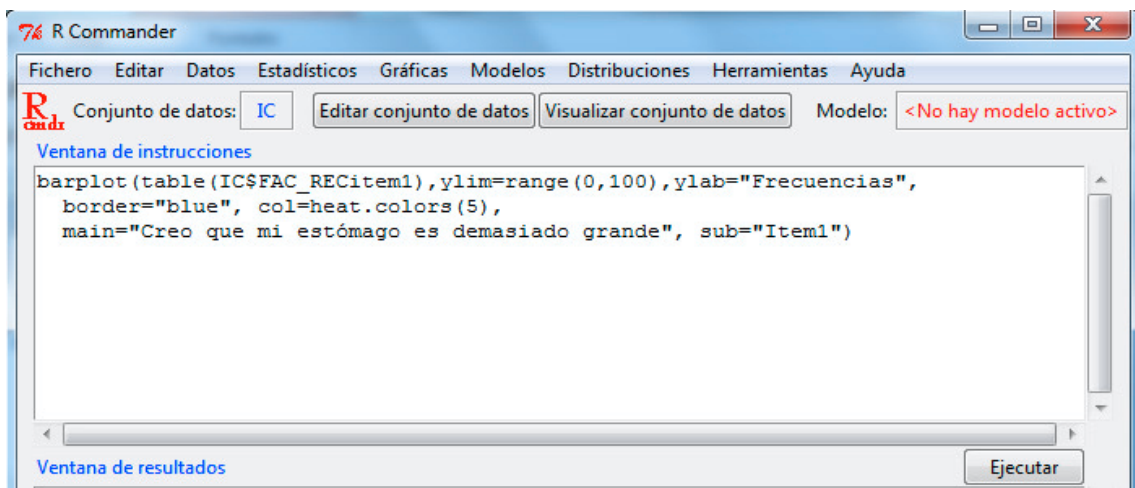 R Commander
Fichero Editar Datos Estadísticos Gráficas Modelos Distribuciones Herramientas Ayuda
R cmdr Conjunto de datos: IC Editar conjunto de datos Visualizar conjunto de datos Modelo: <No hay modelo activo>
Ventana de instrucciones
barplot(table(IC$FAC_RECitem1),ylim=range(0,100),ylab="Frecuencias",
border="blue", col=heat.colors(5),
main="Creo que mi estómago es demasiado grande", sub="Item1")
Ventana de resultados Ejecutar